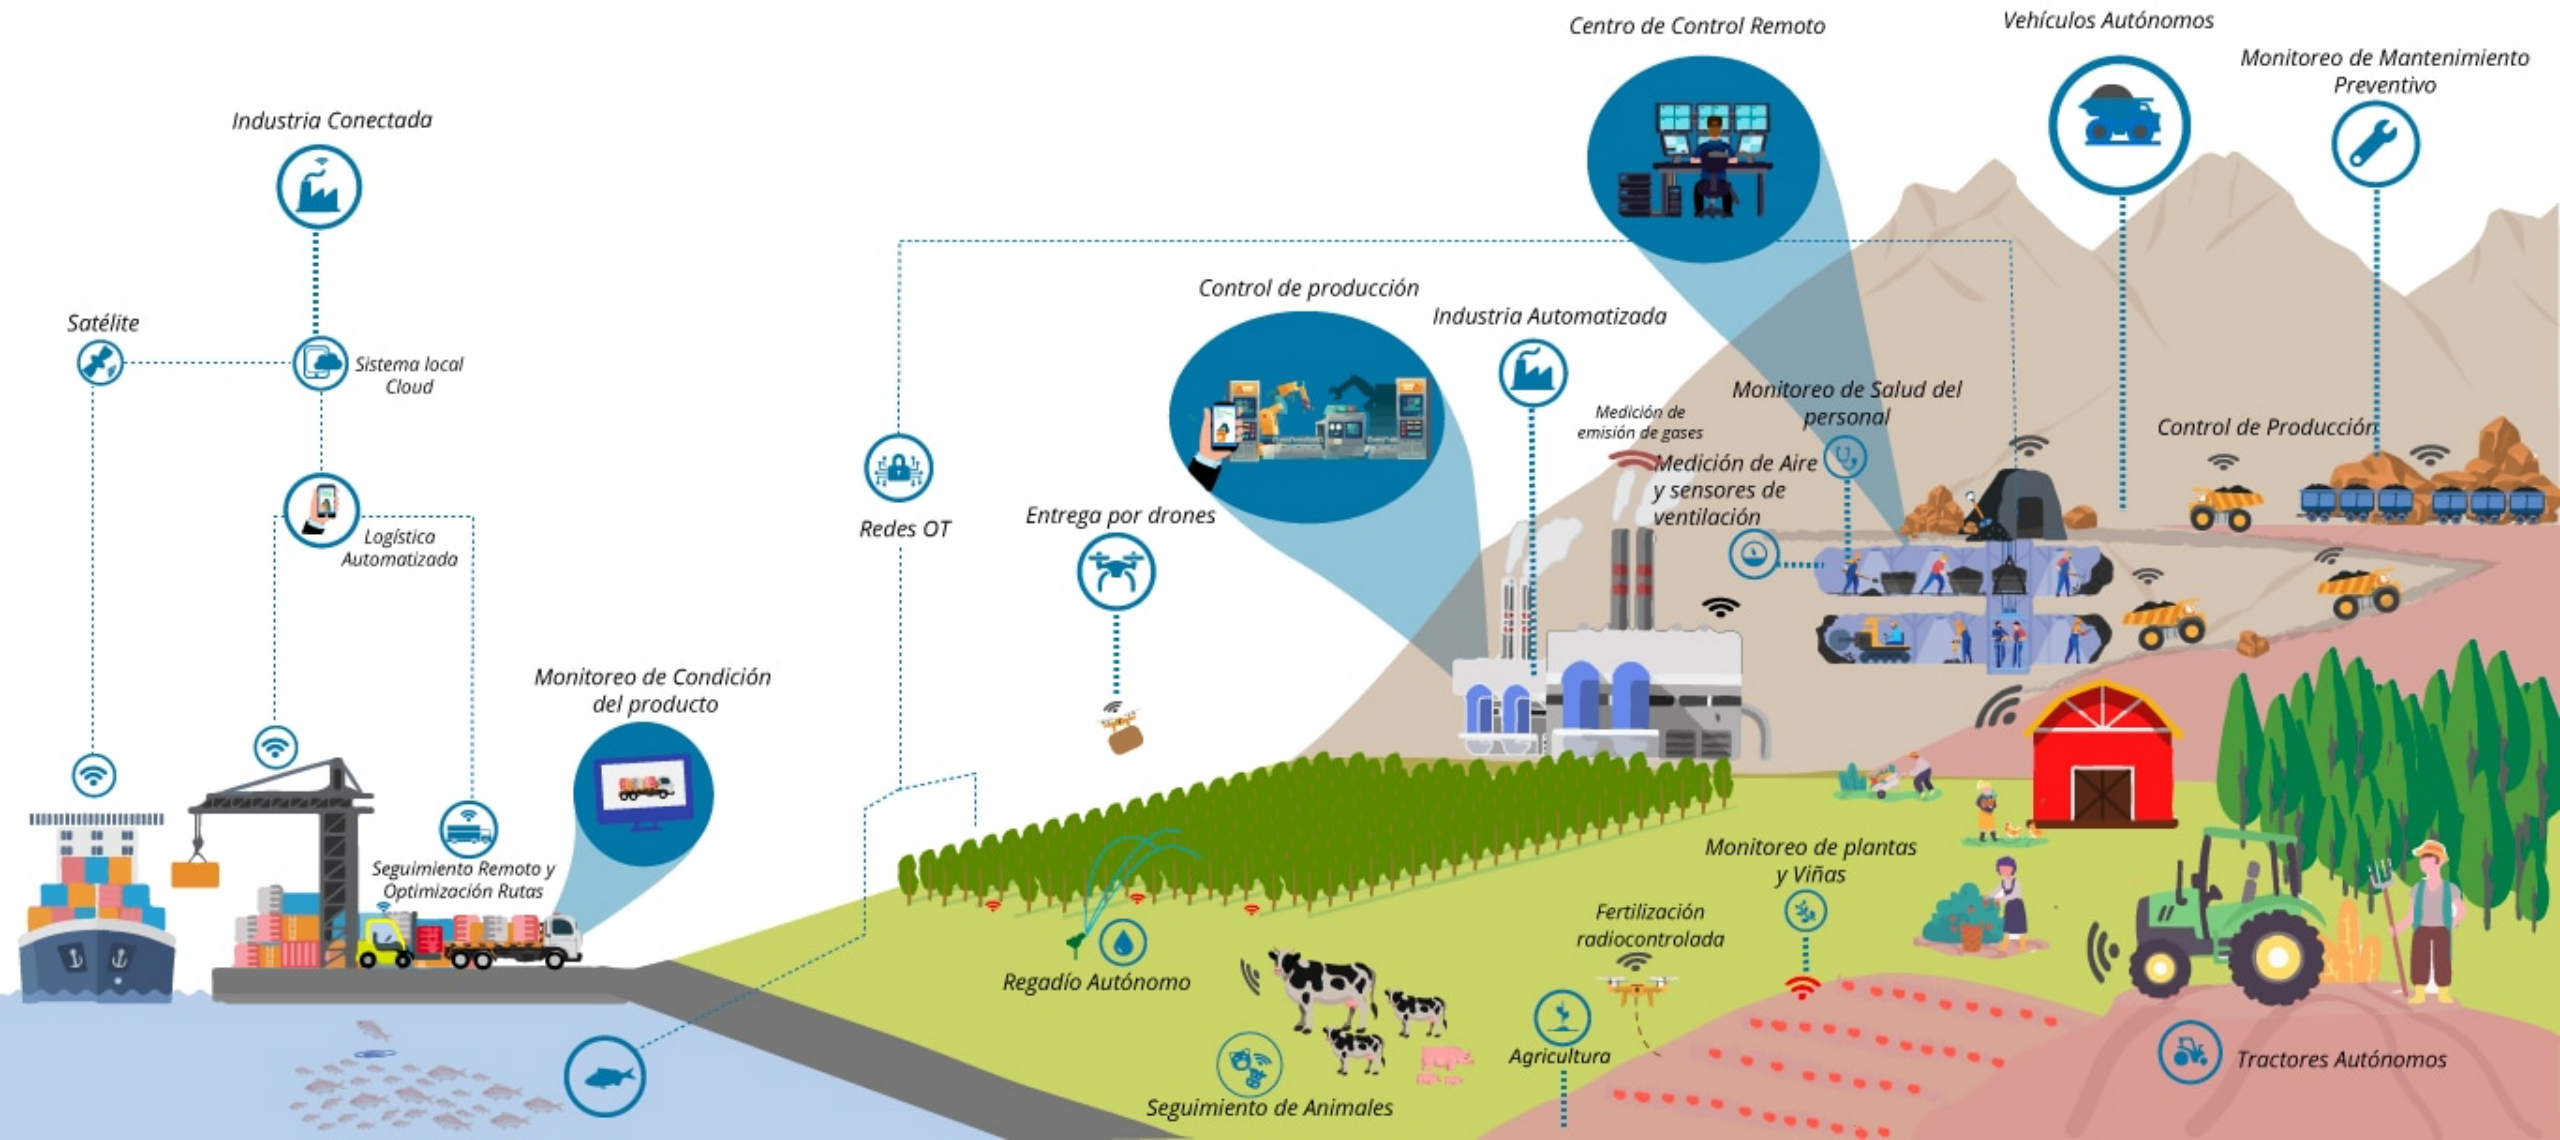 Centro de Control Remoto
Vehículos Autónomos
Monitoreo de Mantenimiento
Preventivo
Industria Conectada
Control de producción
Industria Automatizada
Satélite
Sistema local
Cloud
Monitoreo de Salud del
personal
Medición de
emisión de gases
Control de Producción
Medición de Aire
y sensores de
ventilación
Redes OT
Entrega por drones
Logística
Automatizada
Monitoreo de Condición
del producto
Seguimiento Remoto y
Optimización Rutas
Monitoreo de plantas
y Viñas
Fertilización
radiocontrolada
Regadío Autónomo
Agricultura
Tractores Autónomos
Seguimiento de Animales